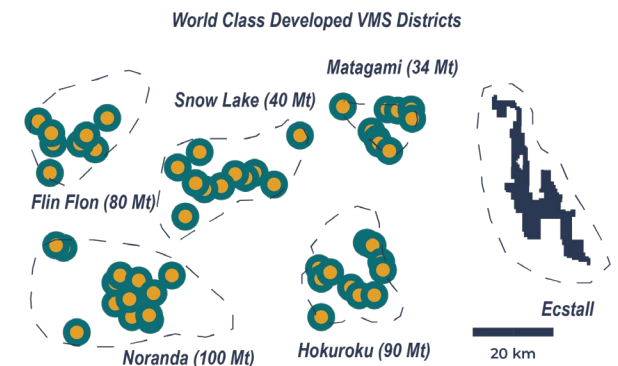 World Class Developed VMS Districts
Matagami (34 Mt)
Snow Lake (40 Mt)
Flin Flon (80 Mt)
Ecstall
Noranda (100 Mt)
Hokuroku (90 Mt)
20 km